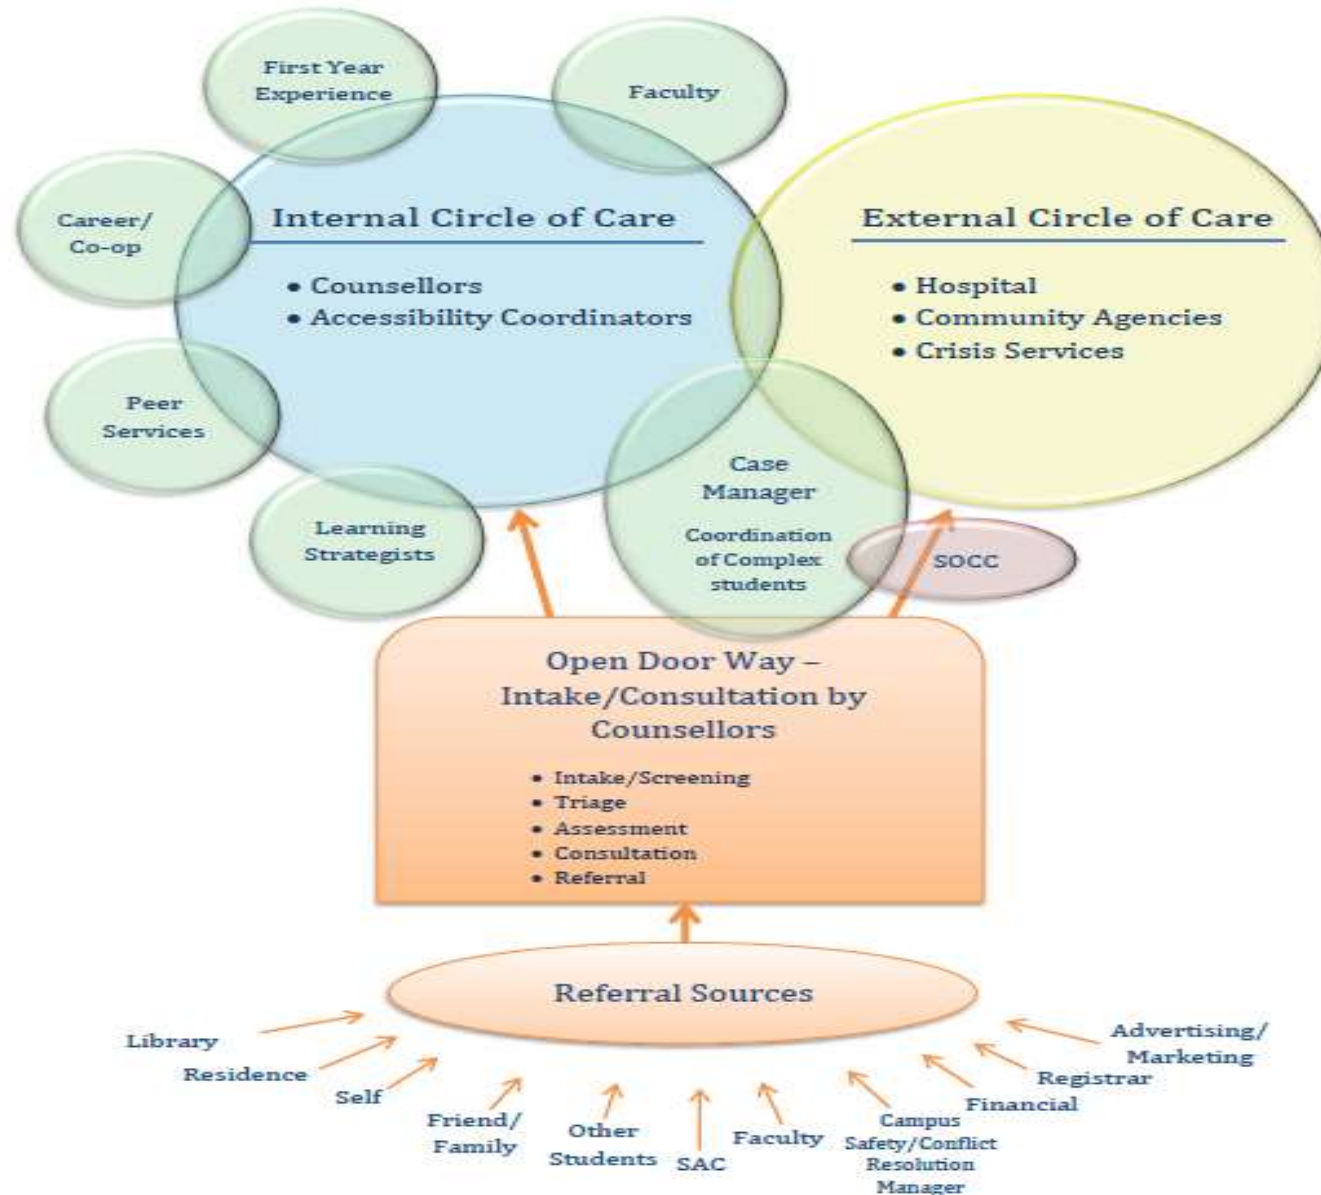 First Year
Experience
Faculty
Career/
Co-op
Internal Circle of Care
• Counsellors
• Accessibility Coordinators
External Circle of Care
• Hospital
• Community Agencies
• Crisis Services
Peer
Services
Learning
Strategists
Case
Manager
Coordination
of Complex
students
SOCC
Open Door Way –
Intake/Consultation by
Counsellors
• Intake/Screening
• Triage
• Assessment
• Consultation
• Referral
Referral Sources
Library
Residence
Self
Friend/
Family
Other
Students
SAC
Faculty
Campus
Safety/Conflict
Resolution
Manager
Financial
Registrar
Advertising/
Marketing